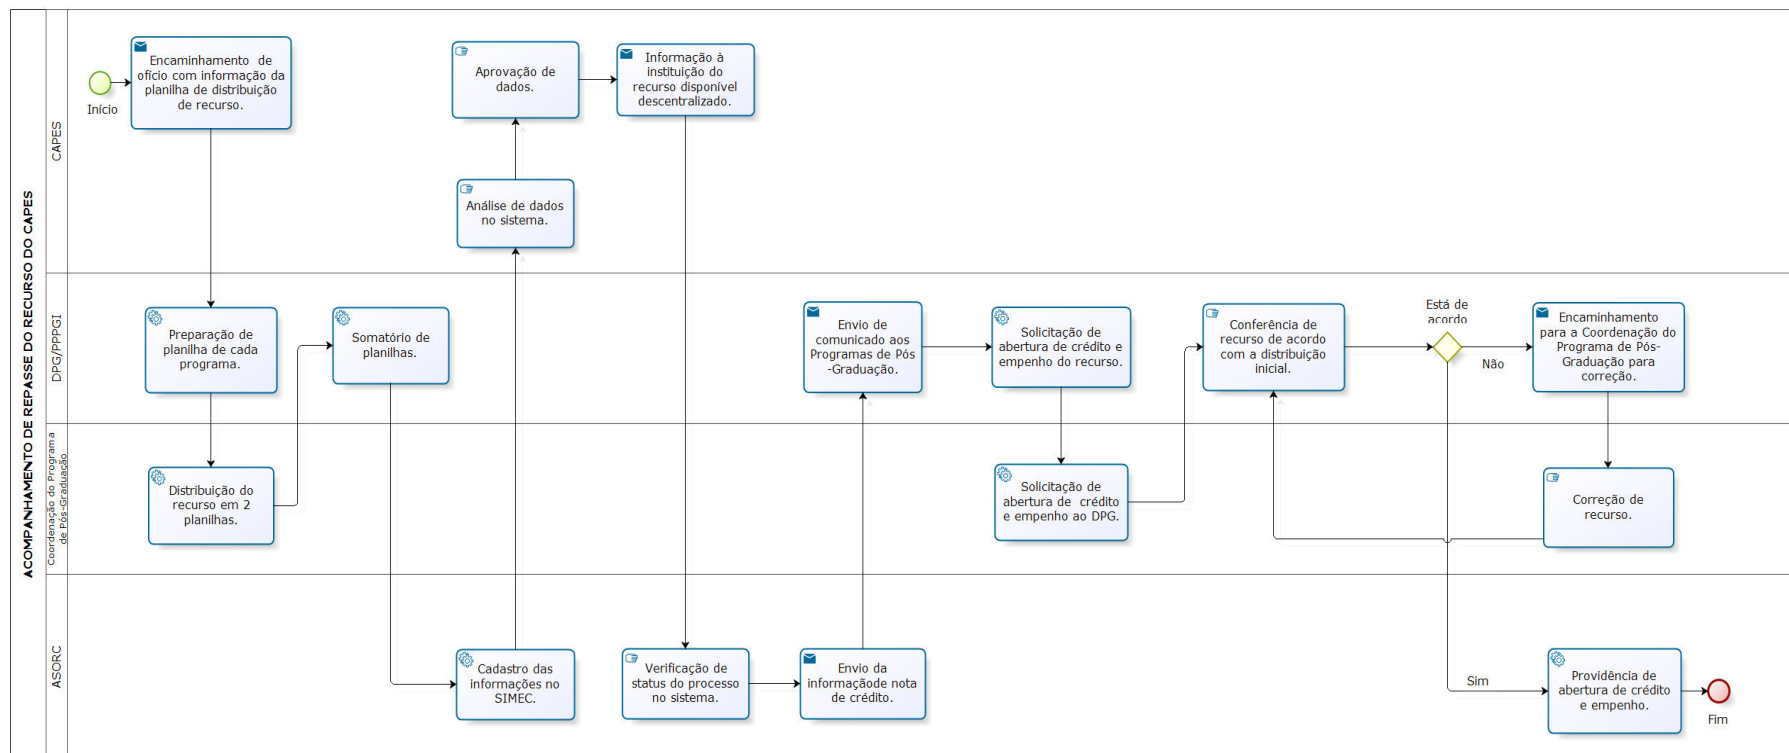 ACOMPANHAMENTO DE REPASSE DO RECURSO DO CAPES
CAPES
Início
Encaminhamento de
ofício com informação da
planilha de distribuição
de recurso.
Aprovação de
dados.
Informação à
instituição do
recurso disponível
descentralizado.
Análise de dados
no sistema.
DPG/PPPGI
Preparação de
planilha de cada
programa.
Somatório de
planilhas.
Envio de
comunicado aos
Programas de Pós
-Graduação.
Solicitação de
abertura de crédito e
empenho do recurso.
Conferência de
recurso de acordo
com a distribuição
inicial.
Está de
acordo
Não
Encaminhamento
para a Coordenação do
Programa de Pós-
Graduação para
correção.
Coordenação do Programa
de Pós-Graduação
Distribuição do
recurso em 2
planilhas.
Solicitação de
abertura de crédito
e empenho ao DPG.
Correção de
recurso.
ASORC
Cadastro das
informações no
SIMEC.
Verificação de
status do processo
no sistema.
Envio da
informaçãode nota
de crédito.
Sim
Providência de
abertura de crédito
e empenho.
Fim